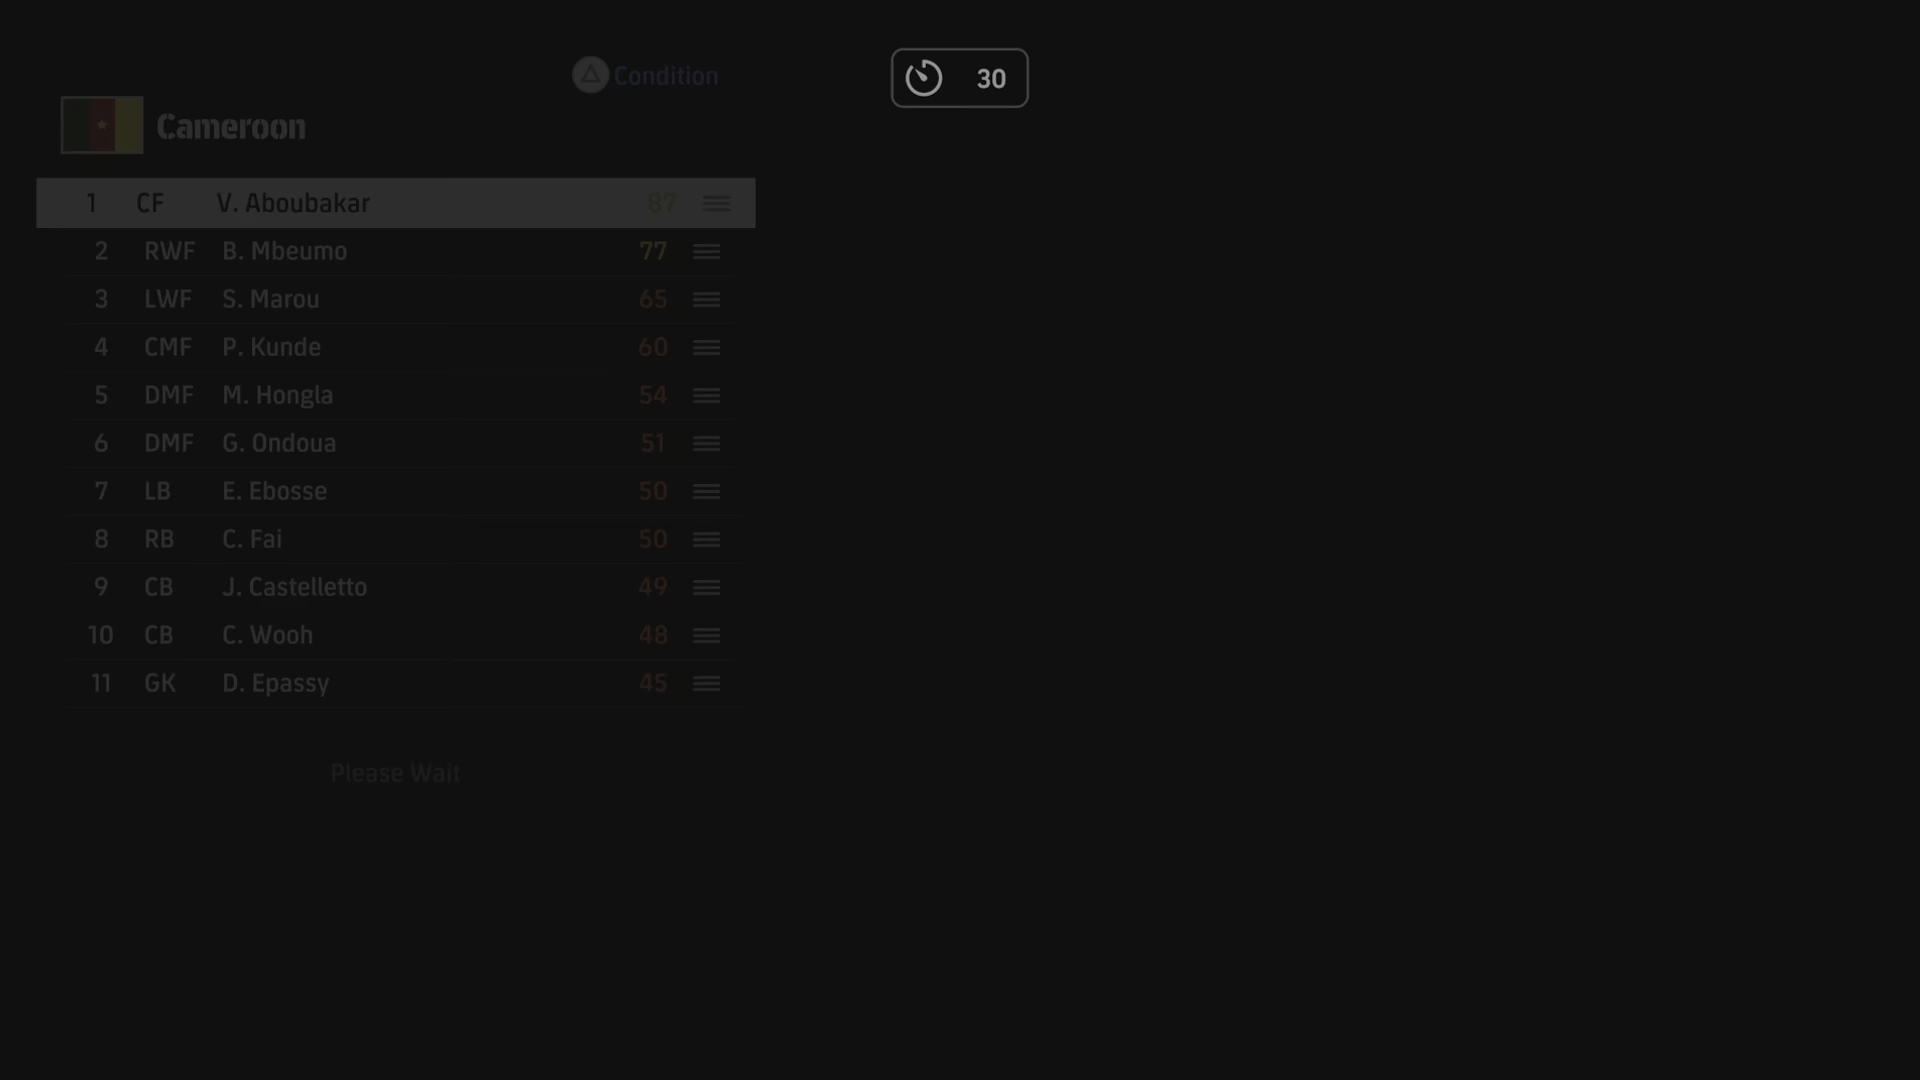 Condition
30
Cameroon
1 CF V. Aboubakar 87
2 RWF B. Mbeumo 77
3 LWF S. Marou 65
4 CMF P. Kunde 60
5 DMF M. Hongla 54
6 DMF G. Ondoua 51
7 LB E. Ebosse 50
8 RB C. Fai 50
9 CB J. Castelletto 49
10 CB C. Wooh 48
11 GK D. Epassy 45
Please Wait